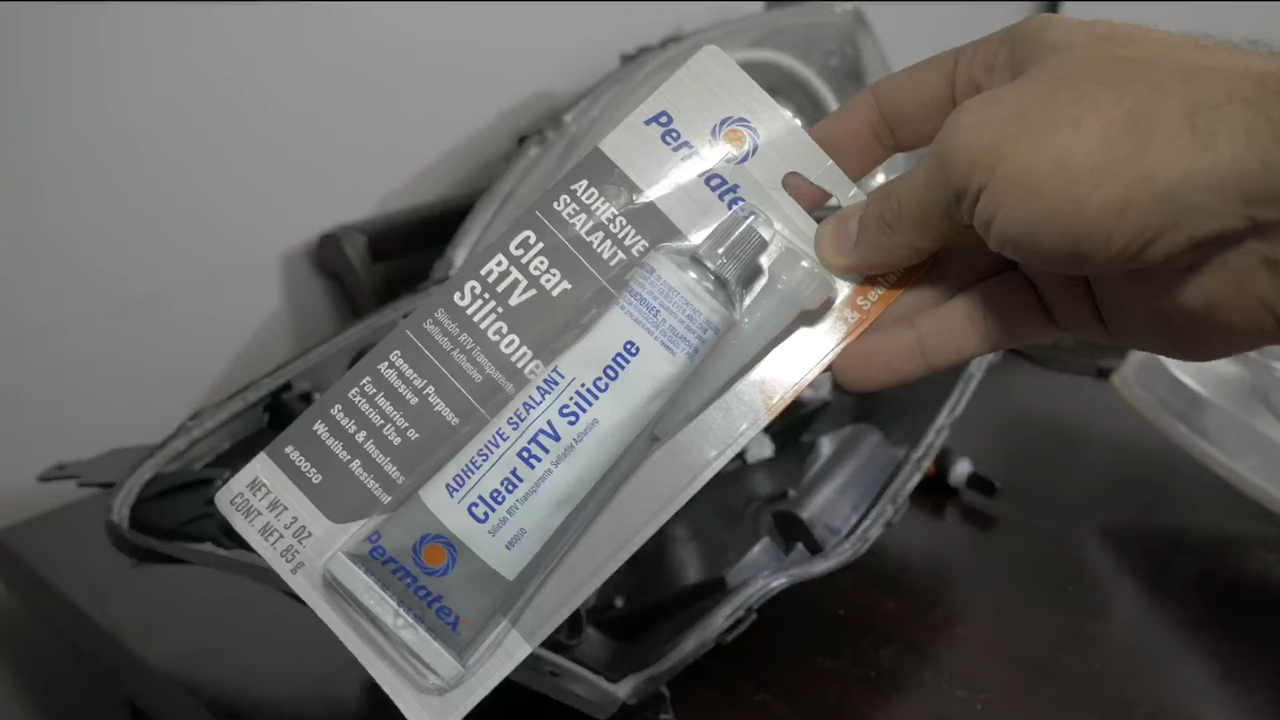 Permatex
ADHESIVE
SEALANT
Clear
RTV
Silicone
Silicón RTV Transparente
Sellador Adhesivo
General Purpose
Adhesive
For Interior or
Exterior Use
Seals & Insulates
Weather Resistant
#80050
NET WT. 3 OZ.
CONT. NET. 85 g
& Sealant
ADHESIVE SEALANT
Clear RTV Silicone
Silicón RTV Transparente Sellador Adhesivo
#80050
Permatex